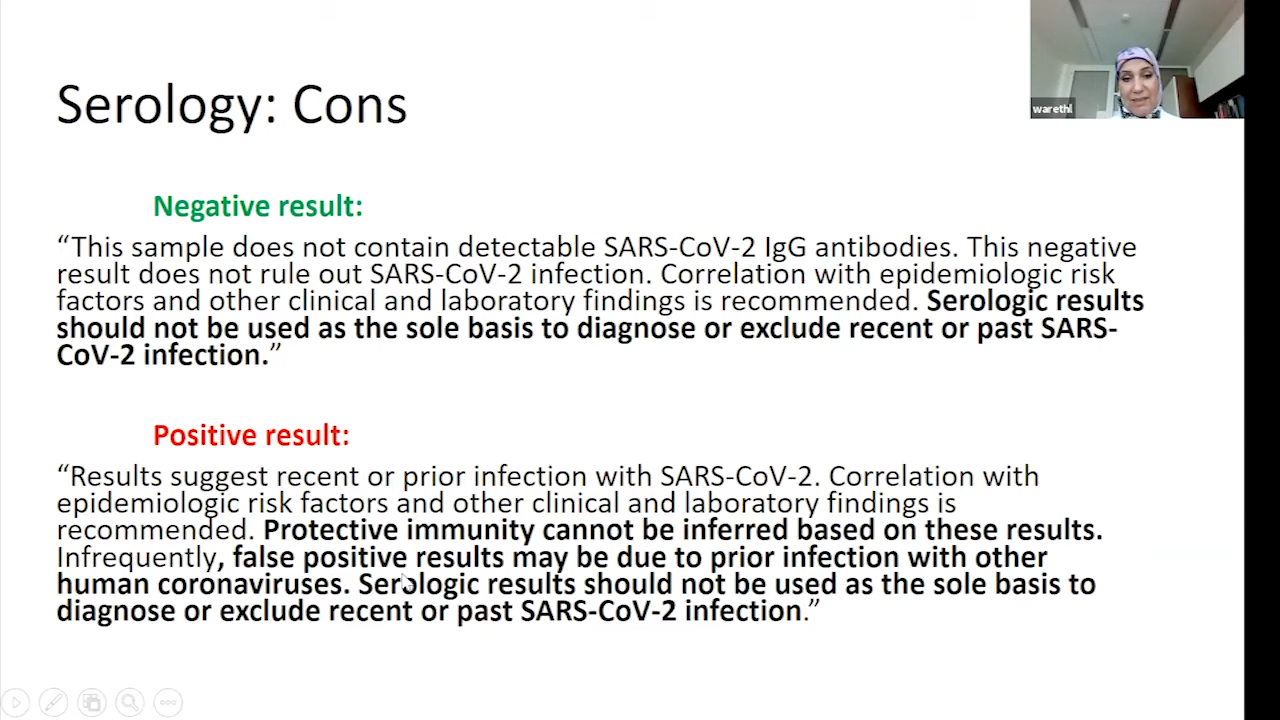 Serology: Cons
warethl
Negative result:
“This sample does not contain detectable SARS-CoV-2 IgG antibodies. This negative
result does not rule out SARS-CoV-2 infection. Correlation with epidemiologic risk
factors and other clinical and laboratory findings is recommended. Serologic results
should not be used as the sole basis to diagnose or exclude recent or past SARS-
CoV-2 infection.”
Positive result:
“Results suggest recent or prior infection with SARS-CoV-2. Correlation with
epidemiologic risk factors and other clinical and laboratory findings is
recommended. Protective immunity cannot be inferred based on these results.
Infrequently, false positive results may be due to prior infection with other
human coronaviruses. Serologic results should not be used as the sole basis to
diagnose or exclude recent or past SARS-CoV-2 infection.”